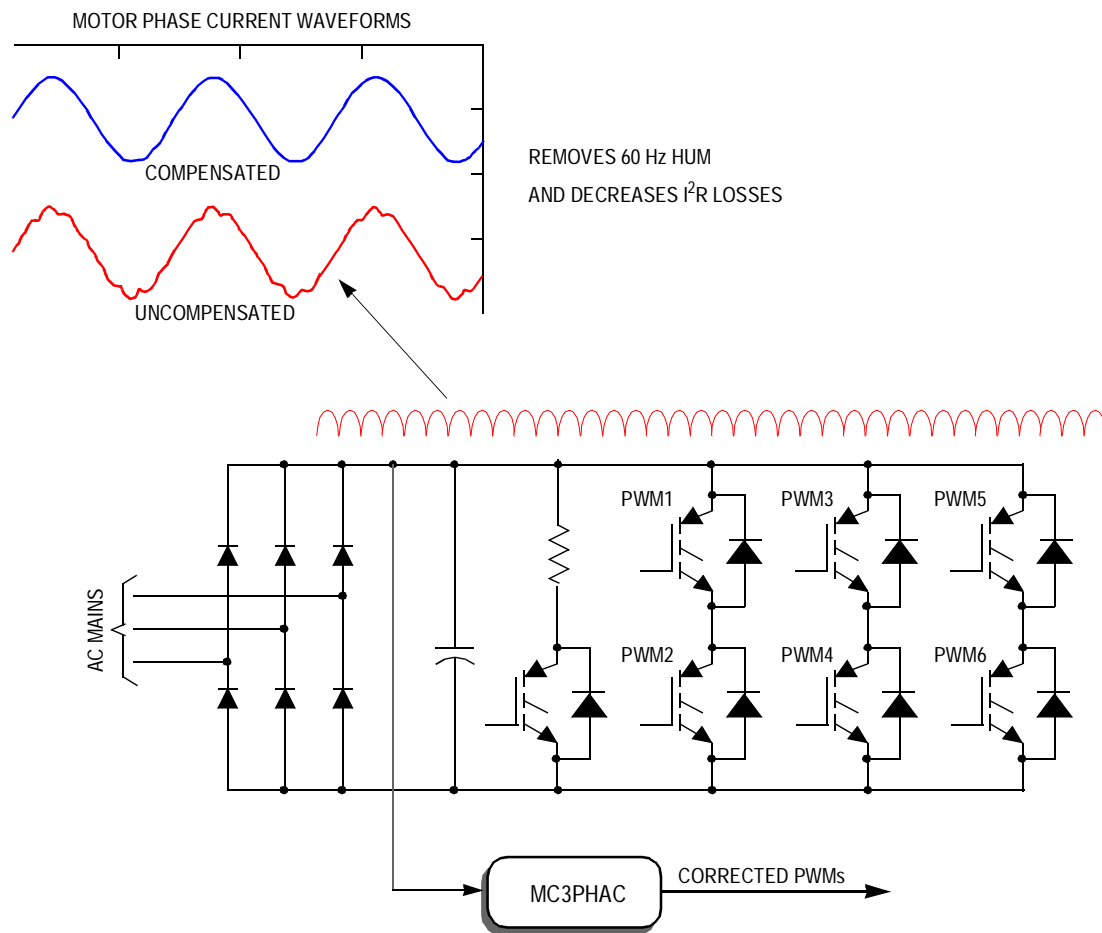 MOTOR PHASE CURRENT WAVEFORMS
COMPENSATED
UNCOMPENSATED
REMOVES 60 Hz HUM
AND DECREASES I²R LOSSES
PWM1
PWM3
PWM5
AC MAINS
PWM2
PWM4
PWM6
MC3PHAC
CORRECTED PWMs